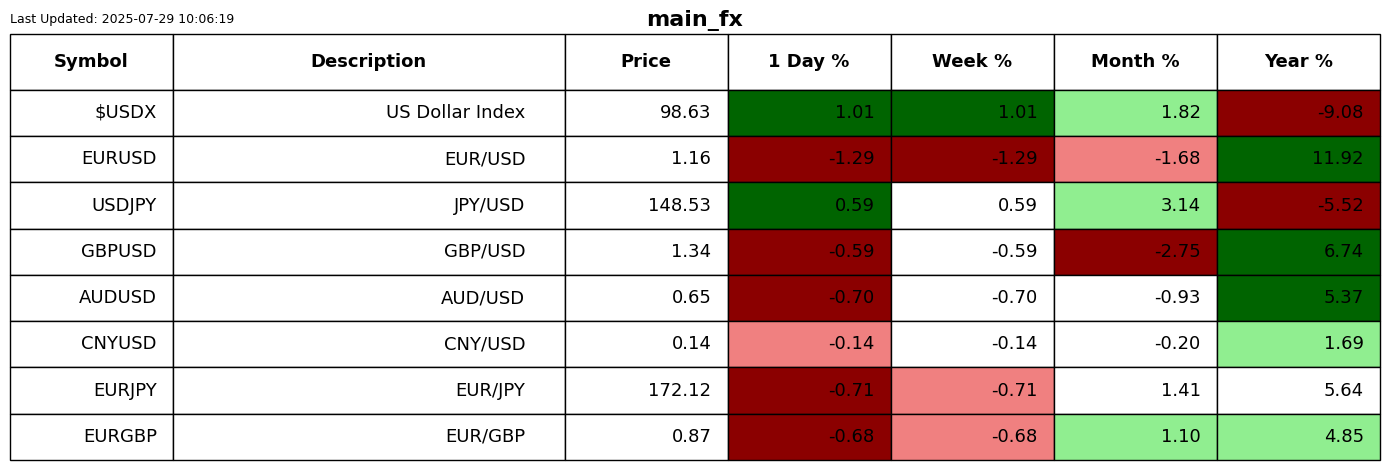 Last Updated: 2025-07-29 10:06:19
main_fx
Symbol Description Price 1 Day % Week % Month % Year %
$USDX US Dollar Index 98.63 1.01 1.01 1.82 -9.08
EURUSD EUR/USD 1.16 -1.29 -1.29 -1.68 11.92
USDJPY JPY/USD 148.53 0.59 0.59 3.14 -5.52
GBPUSD GBP/USD 1.34 -0.59 -0.59 -2.75 6.74
AUDUSD AUD/USD 0.65 -0.70 -0.70 -0.93 5.37
CNYUSD CNY/USD 0.14 -0.14 -0.14 -0.20 1.69
EURJPY EUR/JPY 172.12 -0.71 -0.71 1.41 5.64
EURGBP EUR/GBP 0.87 -0.68 -0.68 1.10 4.85